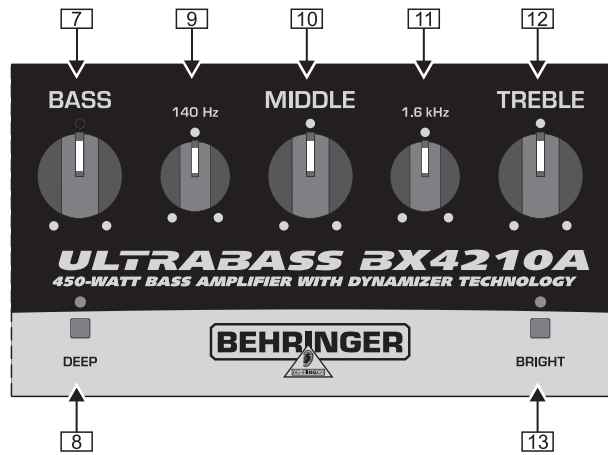 7 9 10 11 12
BASS 140 Hz MIDDLE 1.6 kHz TREBLE
ULTRABASS BX4210A
450-WATT BASS AMPLIFIER WITH DYNAMIZER TECHNOLOGY
BEHRINGER
BEHRINGER
DEEP BRIGHT
8 13